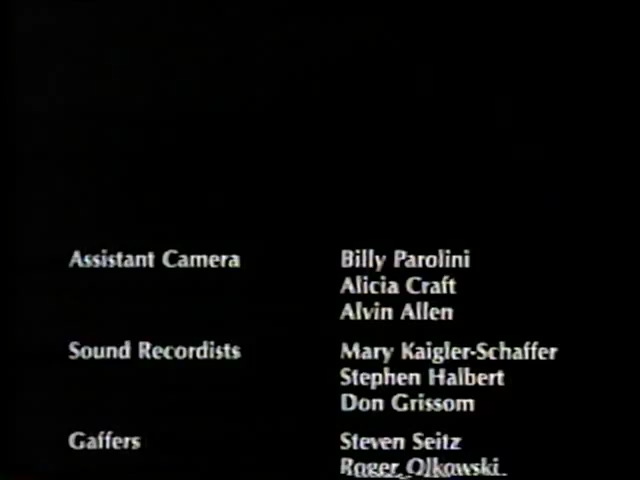 Assistant Camera Billy Parolini
Alicia Craft
Alvin Allen
Sound Recordists Mary Kaigler-Schaffer
Stephen Halbert
Don Grissom
Gaffers Steven Seitz
Roger Olkowski